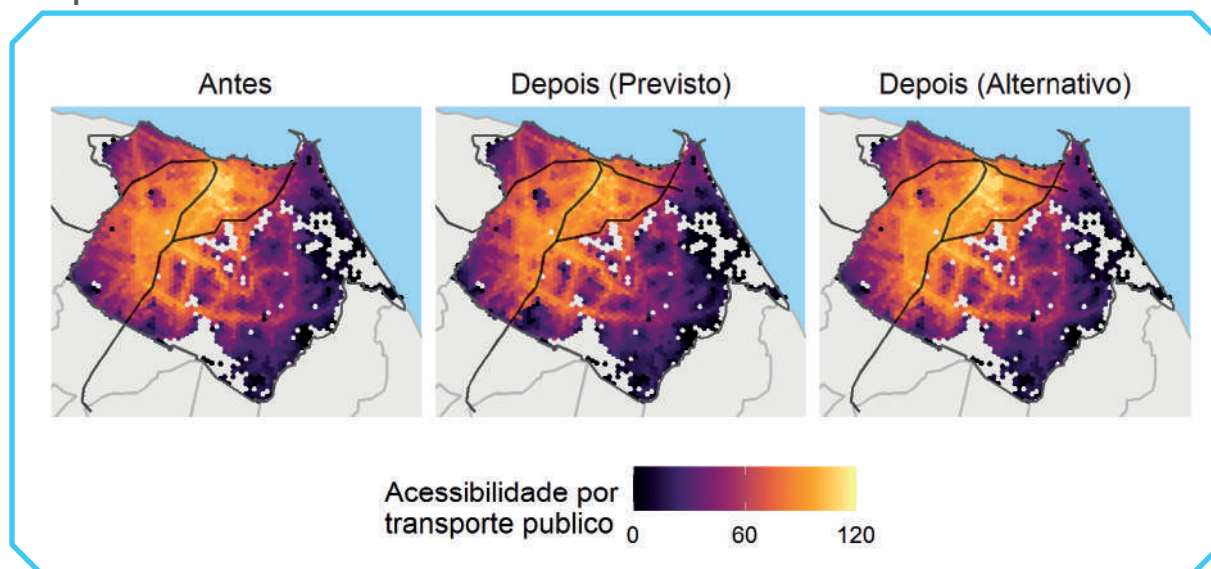 Antes
Depois (Previsto)
Depois (Alternativo)
Acessibilidade por
transporte publico
0
60
120